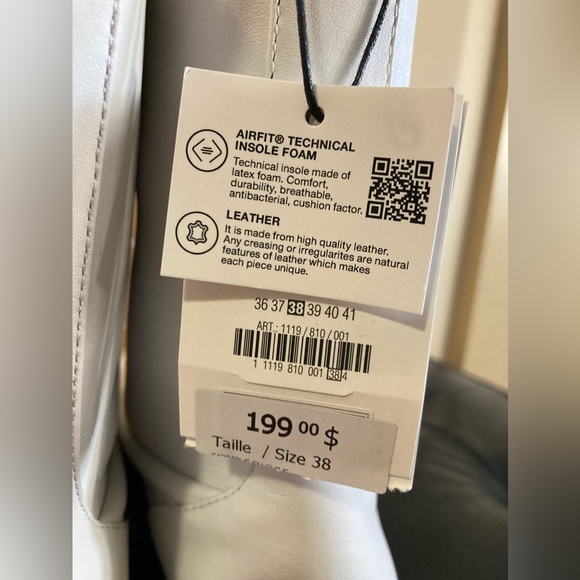 AIRFIT® TECHNICAL
INSOLE FOAM
Technical insole made of
latex foam. Comfort,
durability, breathable,
antibacterial, cushion factor.
LEATHER
It is made from high quality leather.
Any creasing or irregularites are natural
features of leather which makes
each piece unique.
36 37 38 39 40 41
ART.: 1119/810/001
1 1119 810 001 38 4
199 00 $
Taille / Size 38